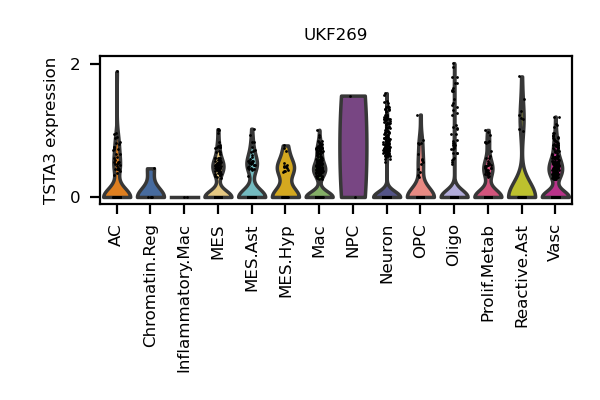 UKF269
TSTA3 expression
2
0
AC
Chromatin.Reg
Inflammatory.Mac
MES
MES.Ast
MES.Hyp
Mac
NPC
Neuron
OPC
Oligo
Prolif.Metab
Reactive.Ast
Vasc